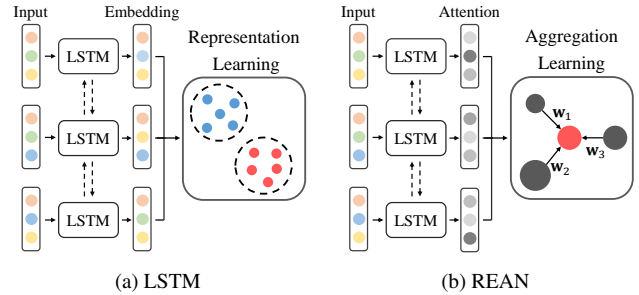 Input
Embedding
Representation
Learning
LSTM
LSTM
LSTM
(a) LSTM
Input
Attention
Aggregation
Learning
LSTM
LSTM
LSTM
w₁
w₂
w₃
(b) REAN